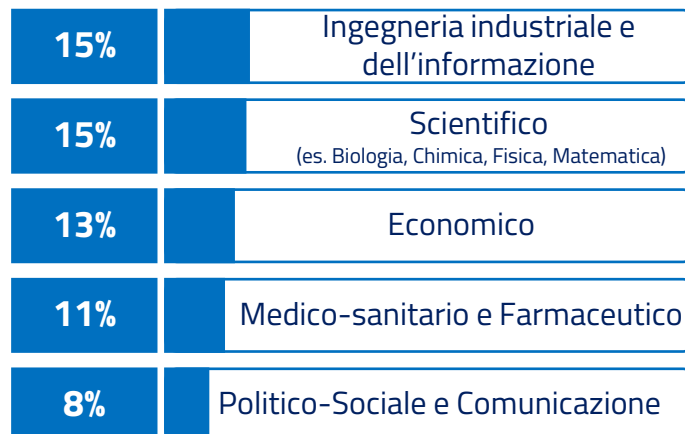 15%
Ingegneria industriale e
dell’informazione
15%
Scientifico
(es. Biologia, Chimica, Fisica, Matematica)
13%
Economico
11%
Medico-sanitario e Farmaceutico
8%
Politico-Sociale e Comunicazione